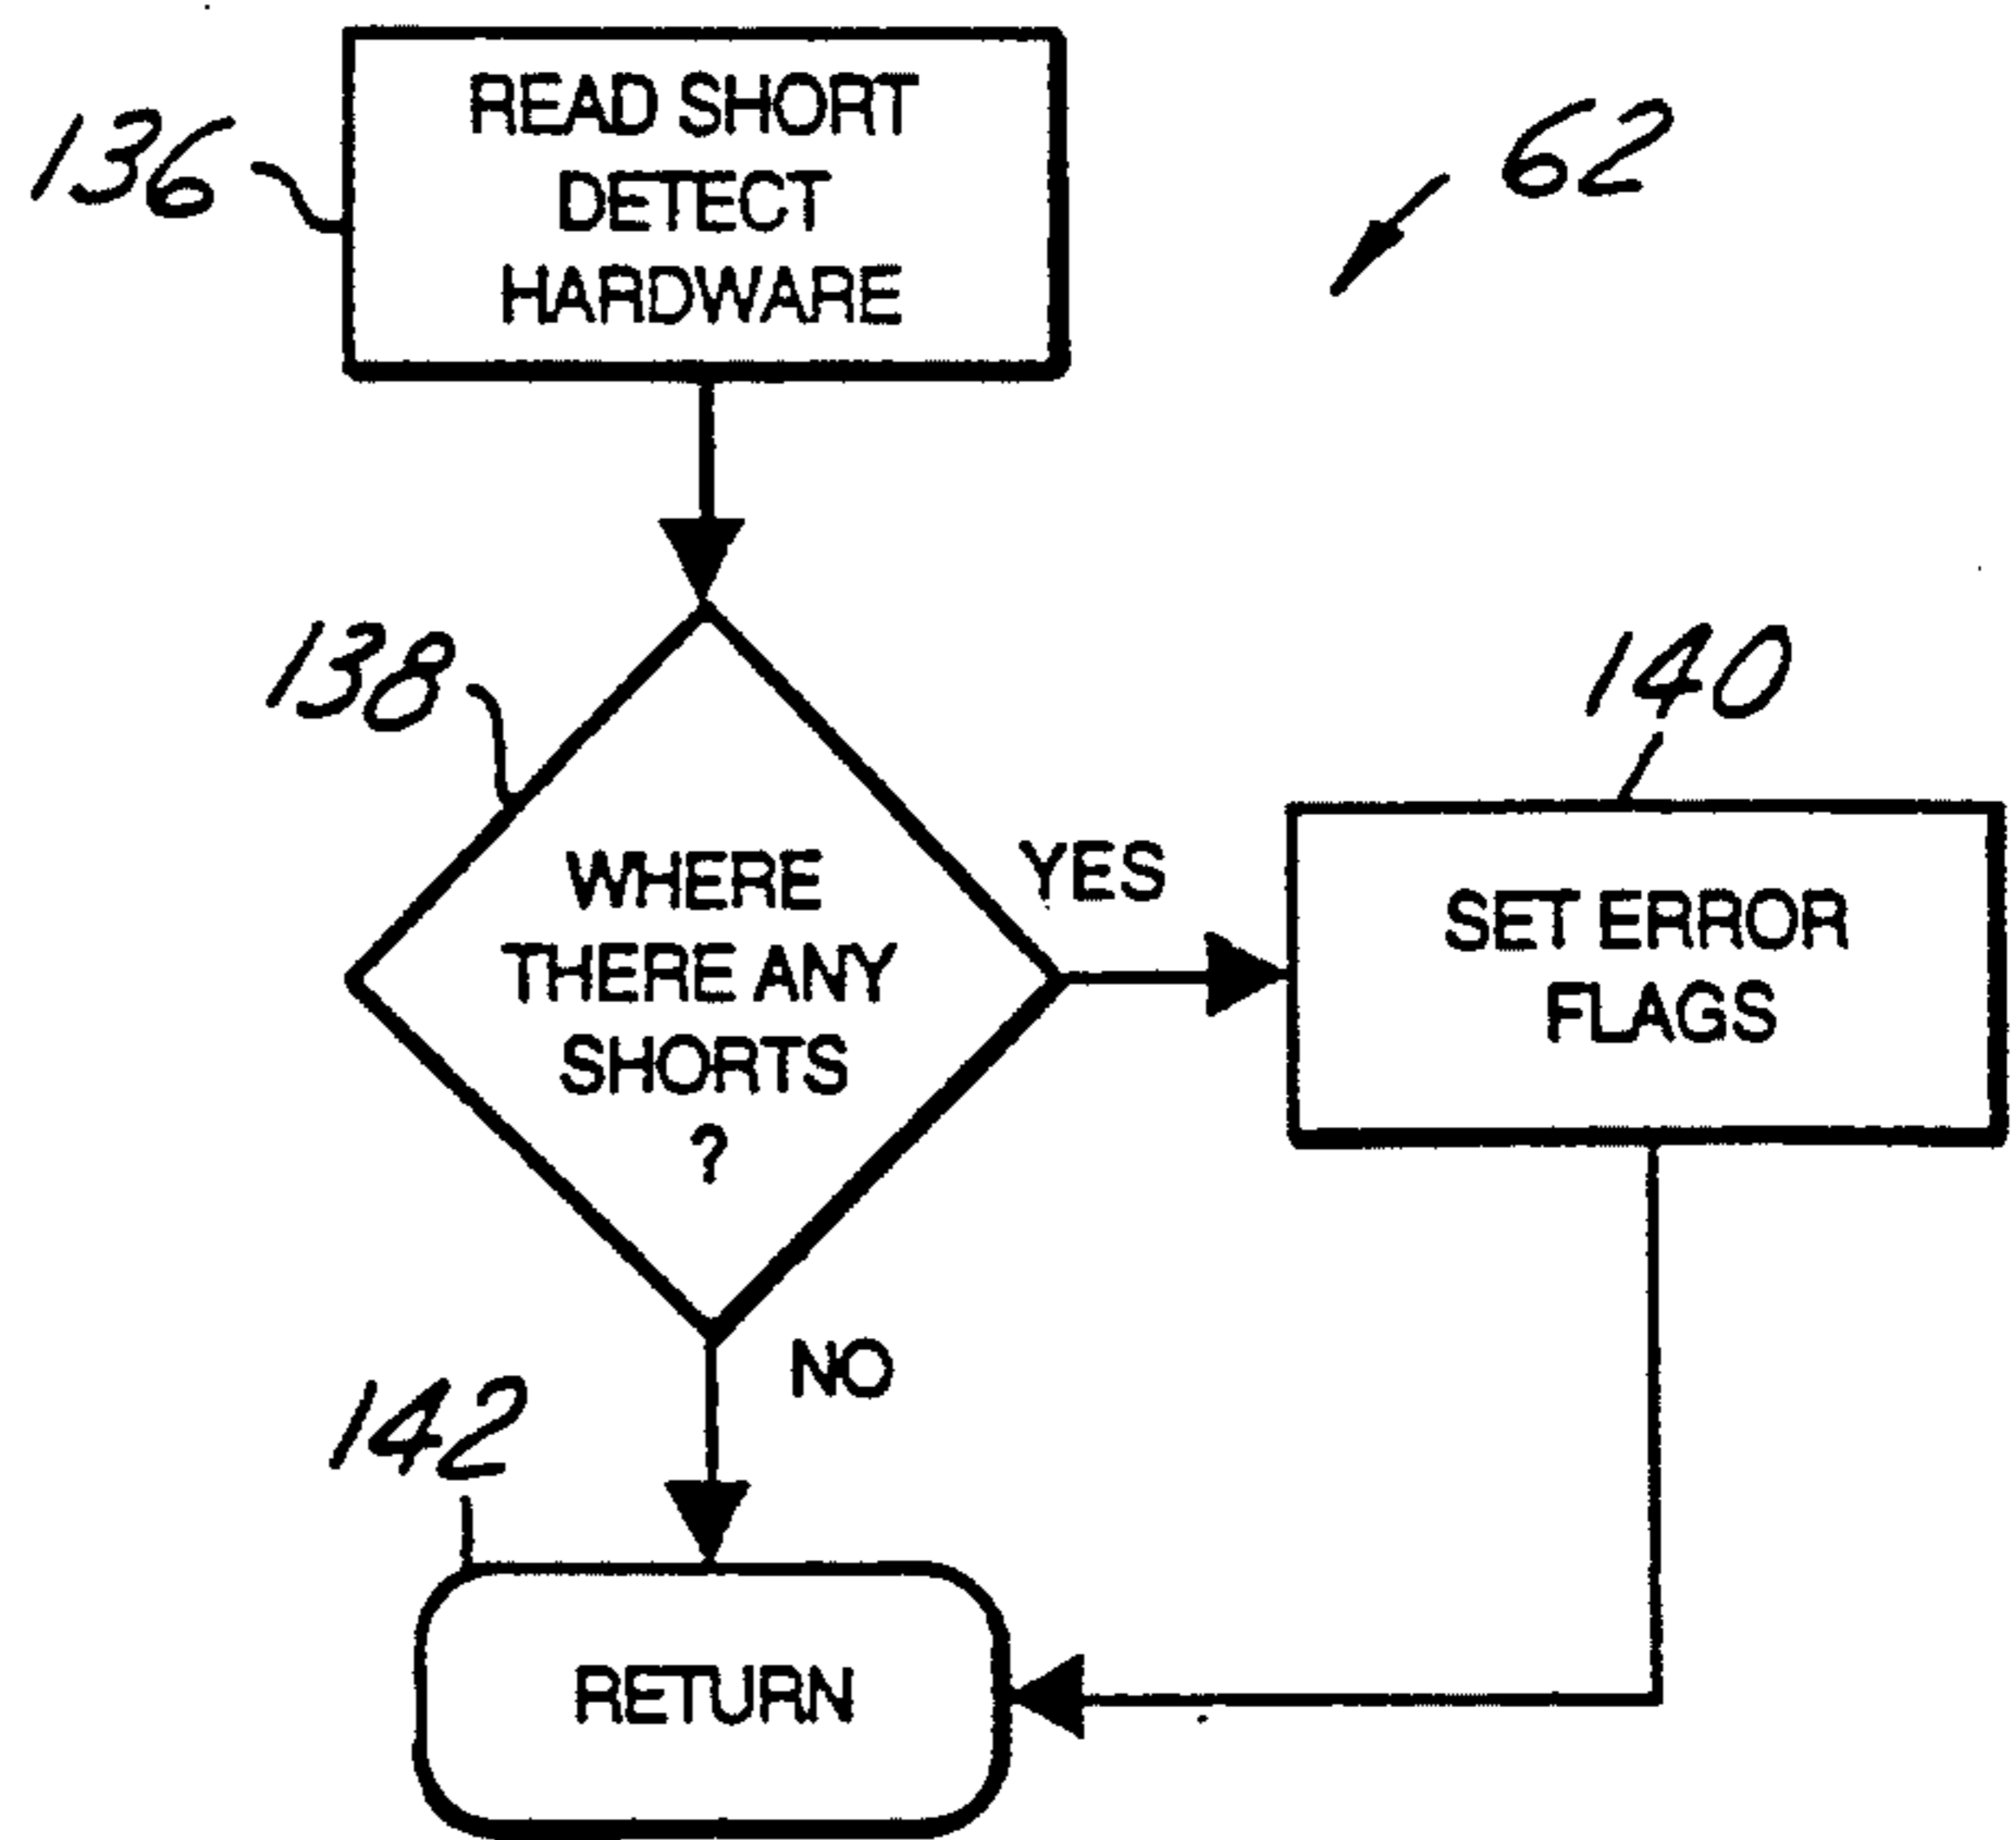 READ SHORT
DETECT
HARDWARE
136
62
138
140
WHERE
THERE ANY
SHORTS
?
YES
SET ERROR
FLAGS
NO
142
RETURN